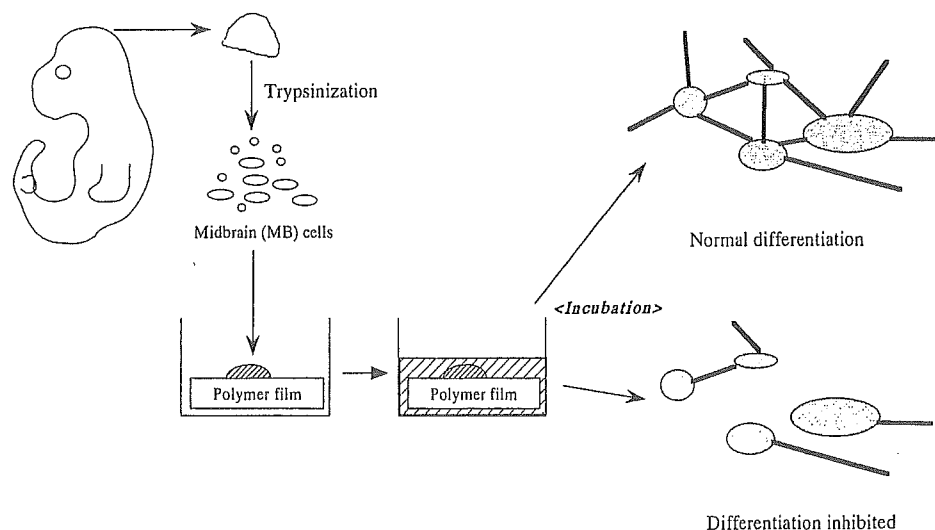 Trypsinization
Midbrain (MB) cells
Normal differentiation
<Incubation>
Polymer film
Polymer film
Differentiation inhibited